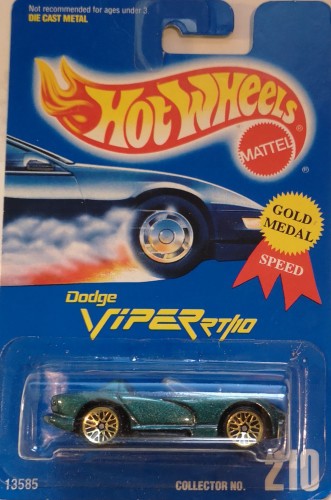 Not recommended for ages under 3.
DIE CAST METAL
HOT WHEELS
®
MATTEL
®
GOLD
MEDAL
SPEED
Dodge
VIPER RT/10
13585
COLLECTOR NO. 210